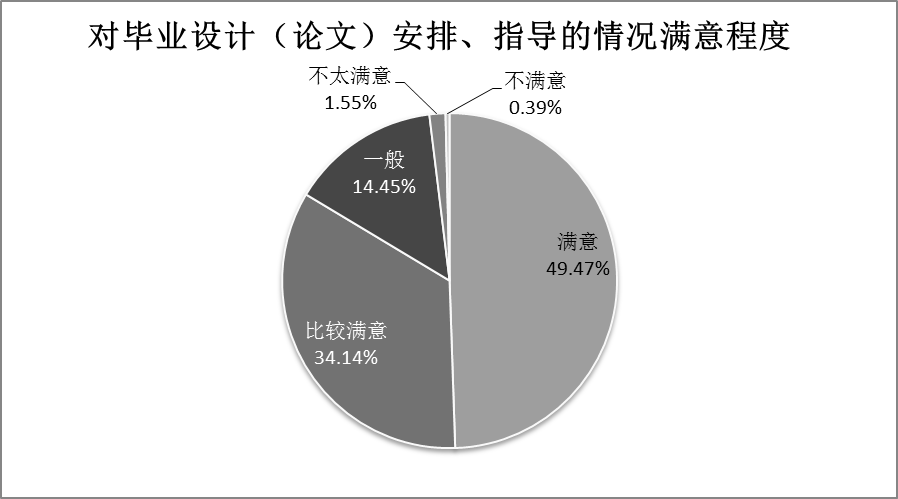 对毕业设计（论文）安排、指导的情况满意程度
不太满意
1.55%
不满意
0.39%
一般
14.45%
满意
49.47%
比较满意
34.14%